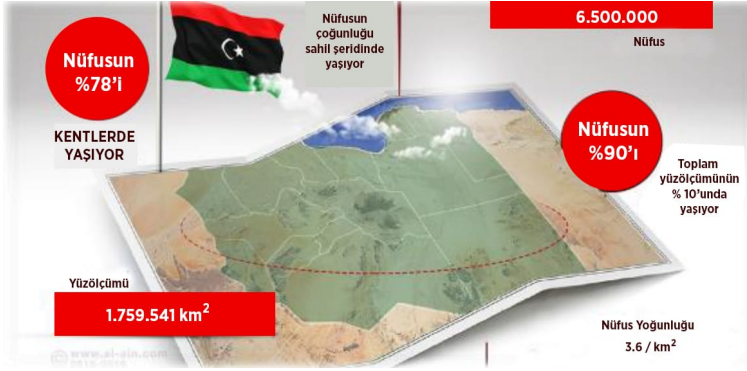 Nüfusun
%78'i
KENTLERDE
YAŞIYOR
Nüfusun
çoğunluğu
sahil şeridinde
yaşıyor
6.500.000
Nüfus
Nüfusun
%90'ı
Toplam
yüzölçümünün
% 10'unda
yaşıyor
Yüzölçümü
1.759.541 km²
Nüfus Yoğunluğu
3.6 / km²
www.al-ain.com